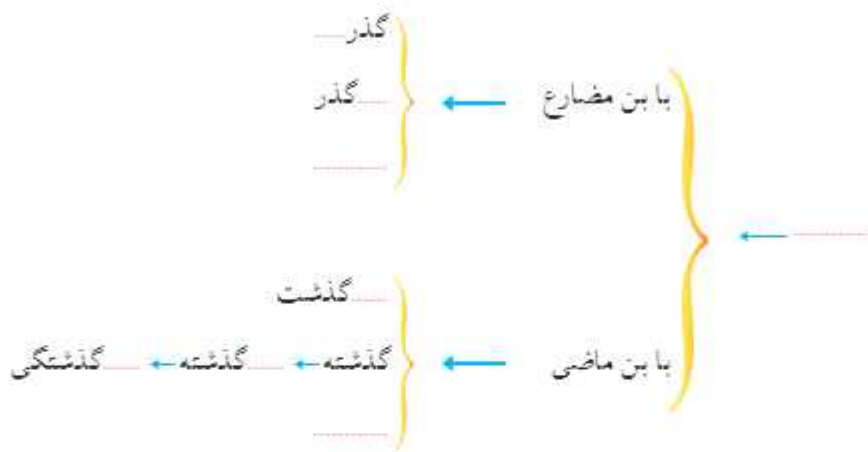 گذر.....
با بن مضارع
.....گذر
..........
..........
.....گذشت
با بن ماضی
گذشته
.....گذشته
.....گذشتگی
..........